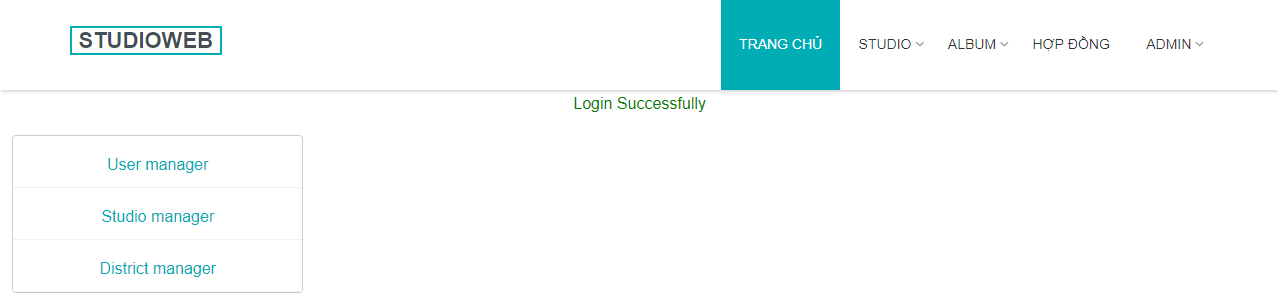 STUDIOWEB
TRANG CHỦ STUDIO ALBUM HỢP ĐỒNG ADMIN
Login Successfully
User manager
Studio manager
District manager